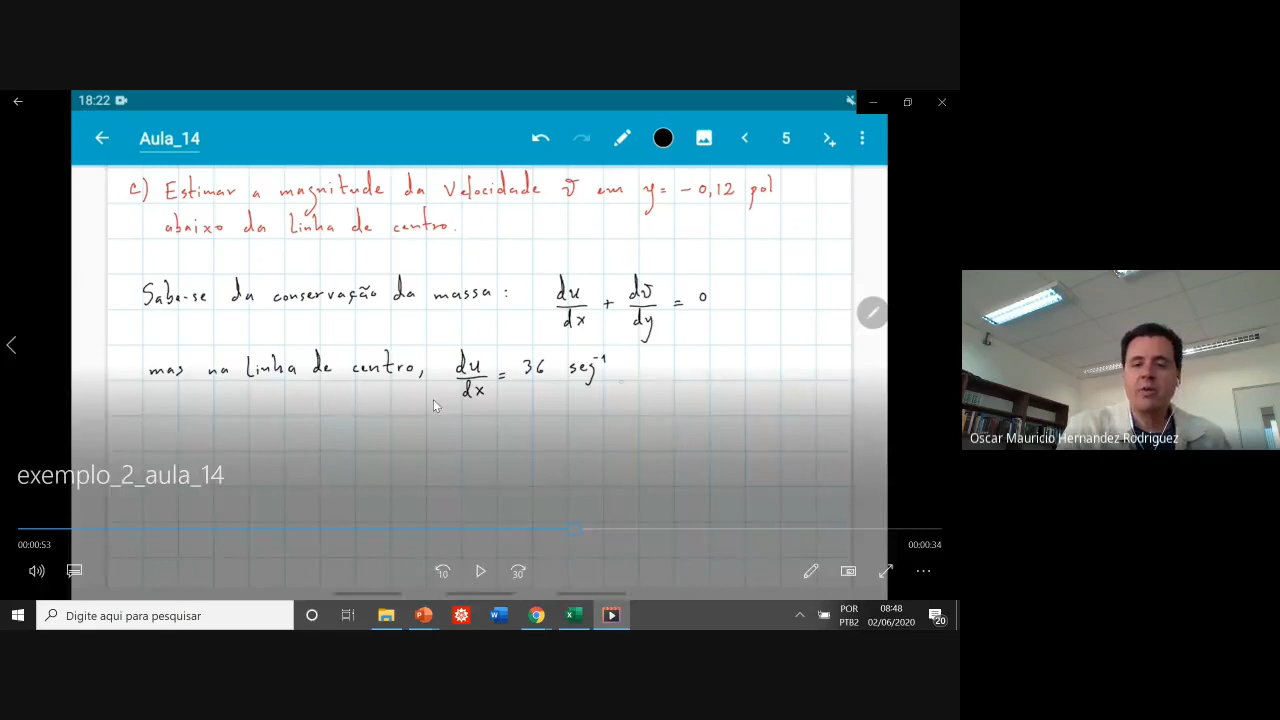 18:22
Aula_14
5
c) Estimar a magnitude da velocidade v em y = - 0,12 pol
abaixo da linha de centro.
Sabe-se da conservação da massa : du/dx + dv/dy = 0
mas na linha de centro, du/dx = 36 seg⁻¹
Oscar Mauricio Hernandez Rodriguez
exemplo_2_aula_14
00:00:53
00:00:34
10
30
Digite aqui para pesquisar
POR
PTB2
08:48
02/06/2020
20